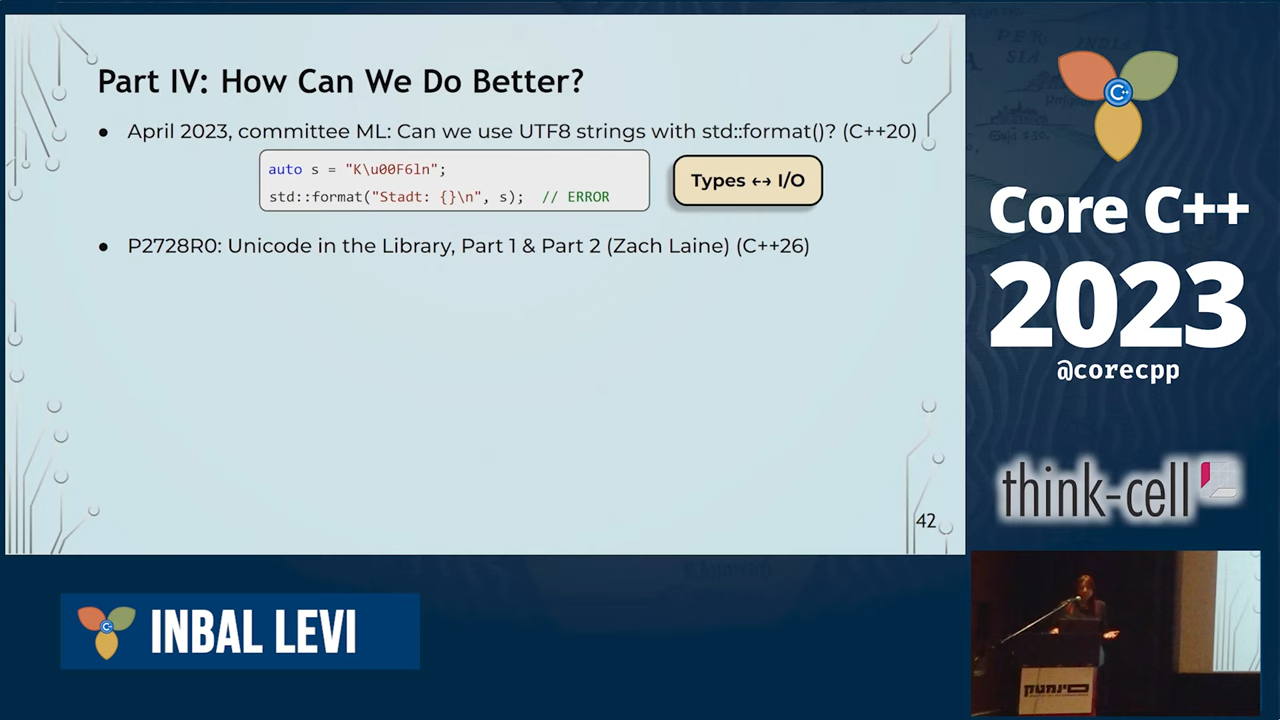 Part IV: How Can We Do Better?
● April 2023, committee ML: Can we use UTF8 strings with std::format()? (C++20)
auto s = "K\u00F6ln";
std::format("Stadt: {}\n", s);  // ERROR
Types ↔ I/O
● P2728R0: Unicode in the Library, Part 1 & Part 2 (Zach Laine) (C++26)
42
C++
Core C++
2023
@corecpp
think-cell
INBAL LEVI
סינמטק